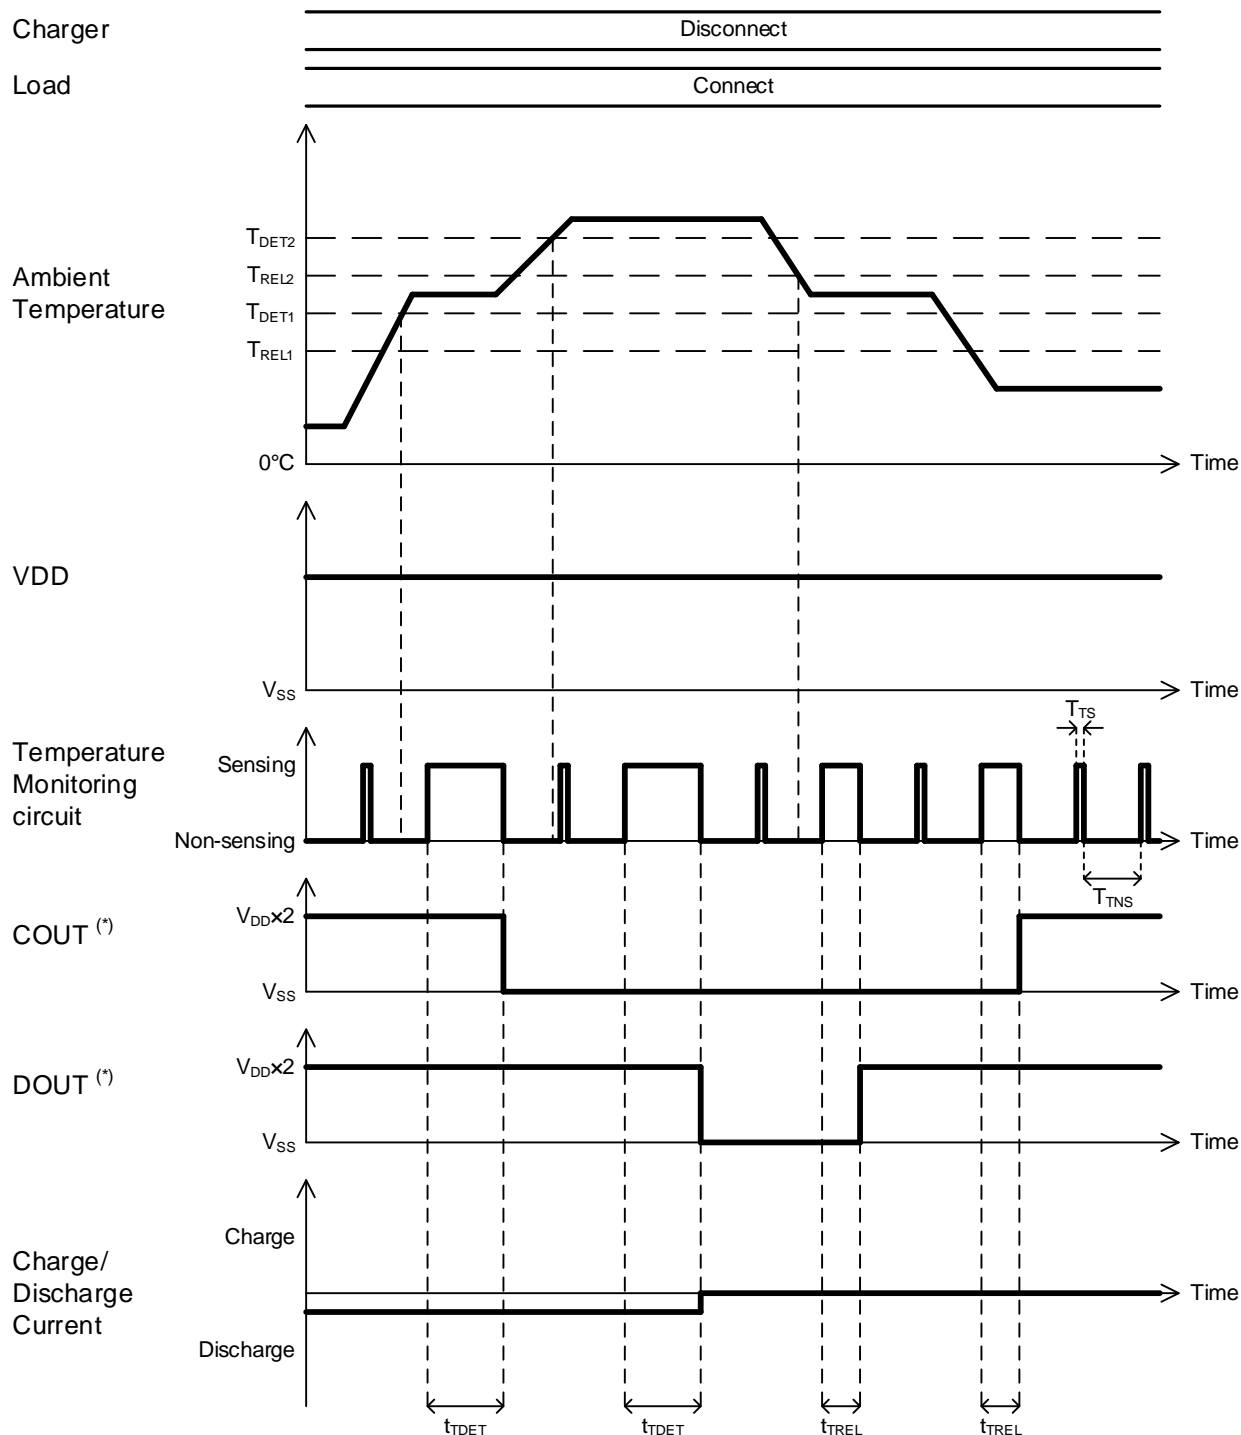 Charger
Disconnect
Load
Connect
Ambient
Temperature
T_DET2
T_REL2
T_DET1
T_REL1
0°C
Time
VDD
V_SS
Time
Temperature
Monitoring
circuit
Sensing
Non-sensing
T_TS
T_TNS
Time
COUT (*)
V_DD×2
V_SS
Time
DOUT (*)
V_DD×2
V_SS
Time
Charge/
Discharge
Current
Charge
Discharge
Time
t_TDET
t_TDET
t_TREL
t_TREL